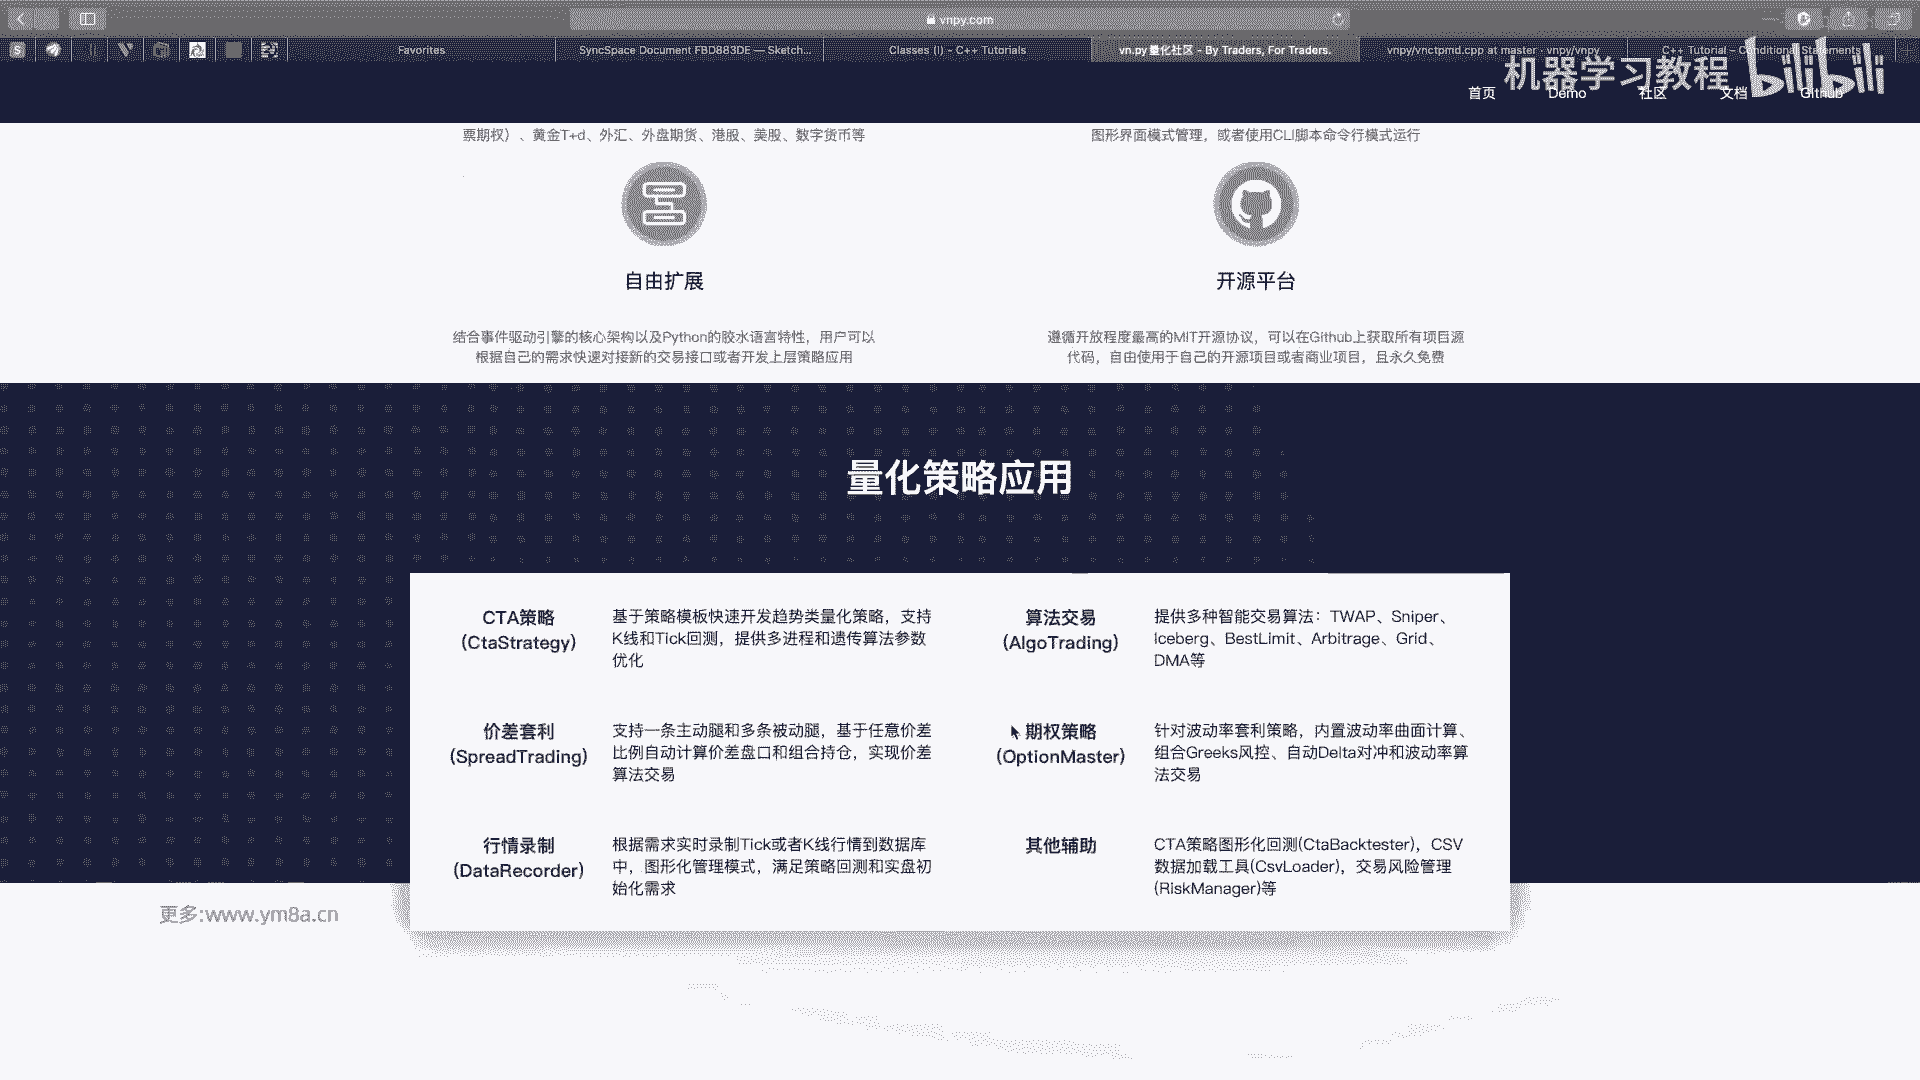 vnpy.com
Favorites
SyncSpace Document FBD883DE — Sketch...
Classes (I) - C++ Tutorials
vn.py量化社区 - By Traders, For Traders.
vnpy/vnctpmd.cpp at master · vnpy/vnpy
C++ Tutorial – Conditional Statements
机器学习教程 bilibili
首页
Demo
社区
文档
Github
票期权）、黄金T+d、外汇、外盘期货、港股、美股、数字货币等
图形界面模式管理，或者使用CLI脚本命令行模式运行
自由扩展
开源平台
结合事件驱动引擎的核心架构以及Python的胶水语言特性，用户可以
根据自己的需求快速对接新的交易接口或者开发上层策略应用
遵循开放程度最高的MIT开源协议，可以在Github上获取所有项目源
代码，自由使用于自己的开源项目或者商业项目，且永久免费
量化策略应用
CTA策略
(CtaStrategy)
基于策略模板快速开发趋势类量化策略，支持
K线和Tick回测，提供多进程和遗传算法参数
优化
算法交易
(AlgoTrading)
提供多种智能交易算法：TWAP、Sniper、
Iceberg、BestLimit、Arbitrage、Grid、
DMA等
价差套利
(SpreadTrading)
支持一条主动腿和多条被动腿，基于任意价差
比例自动计算价差盘口和组合持仓，实现价差
算法交易
期权策略
(OptionMaster)
针对波动率套利策略，内置波动率曲面计算、
组合Greeks风控、自动Delta对冲和波动率算
法交易
行情录制
(DataRecorder)
根据需求实时录制Tick或者K线行情到数据库
中，图形化管理模式，满足策略回测和实盘初
始化需求
其他辅助
CTA策略图形化回测(CtaBacktester)，CSV
数据加载工具(CsvLoader)，交易风险管理
(RiskManager)等
更多:www.ym8a.cn